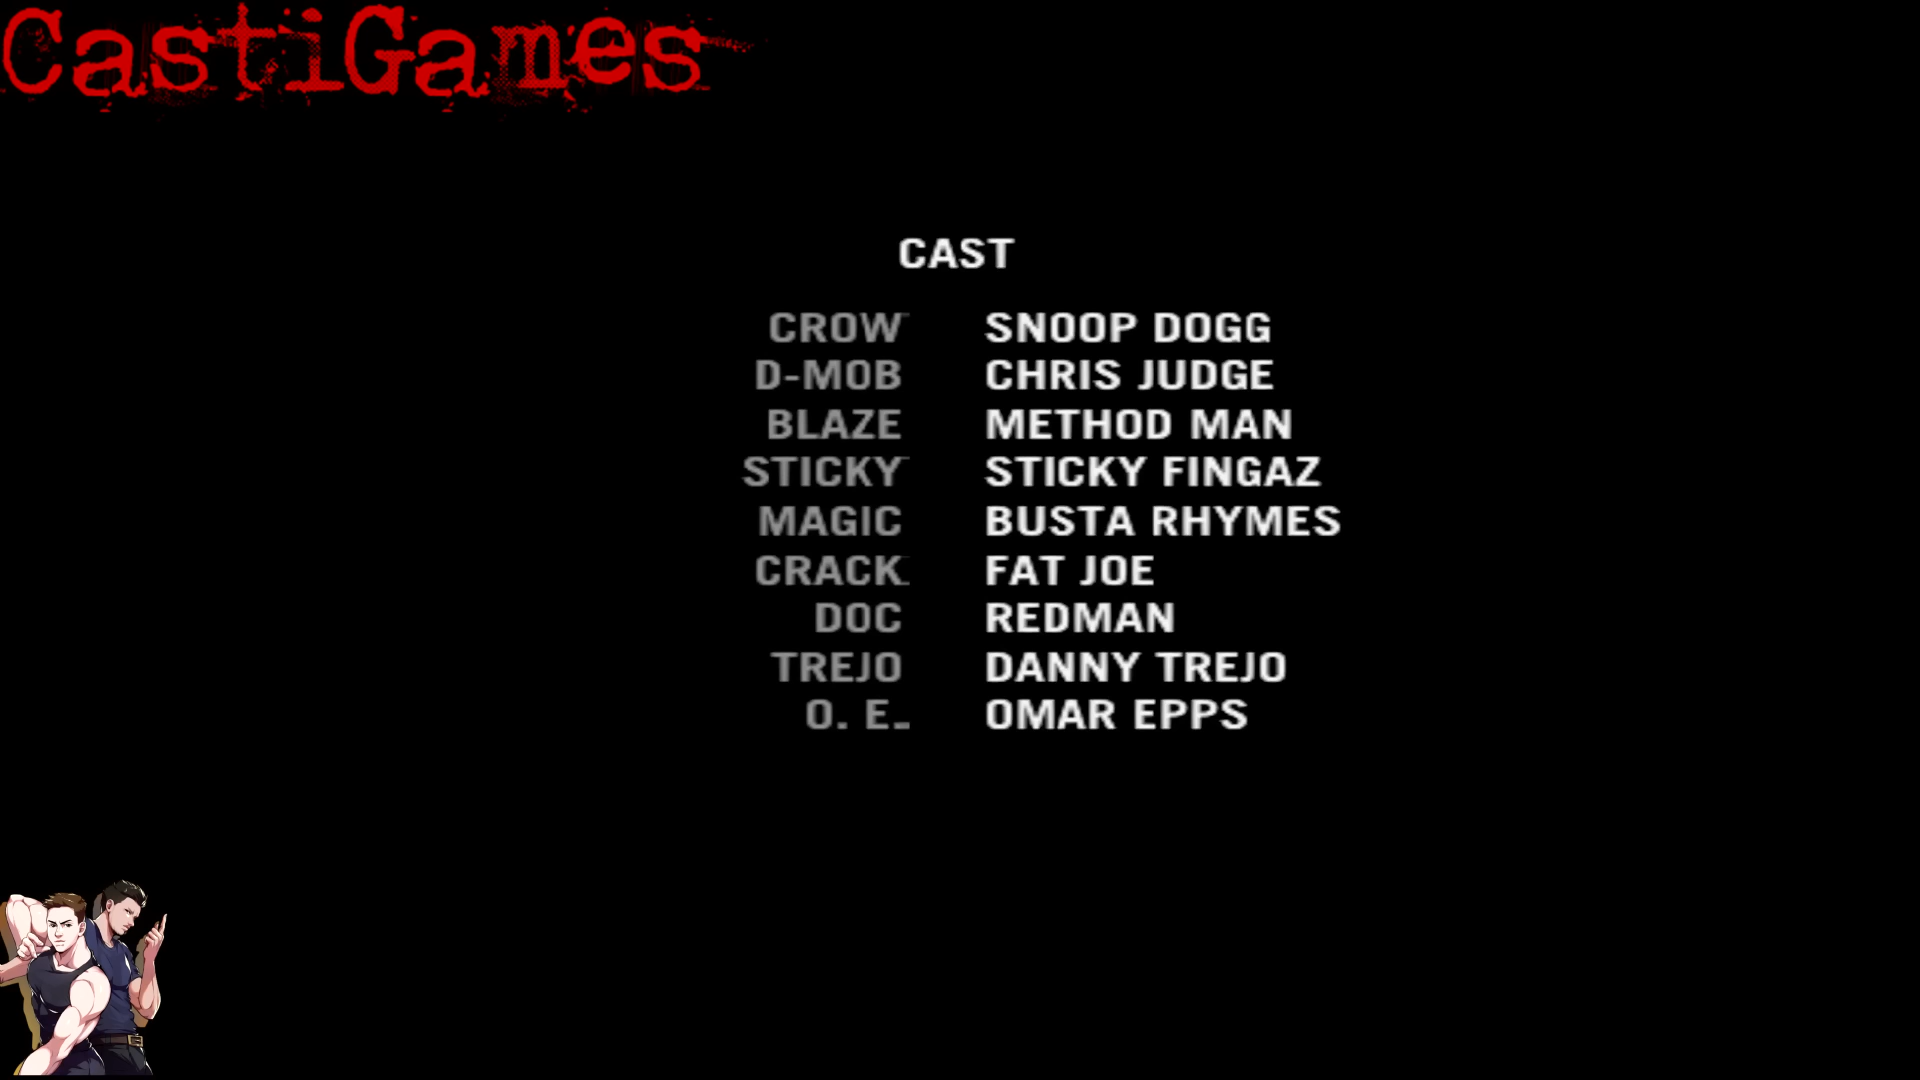 CastiGames
CAST
CROW SNOOP DOGG
D-MOB CHRIS JUDGE
BLAZE METHOD MAN
STICKY STICKY FINGAZ
MAGIC BUSTA RHYMES
CRACK FAT JOE
DOC REDMAN
TREJO DANNY TREJO
O. E. OMAR EPPS